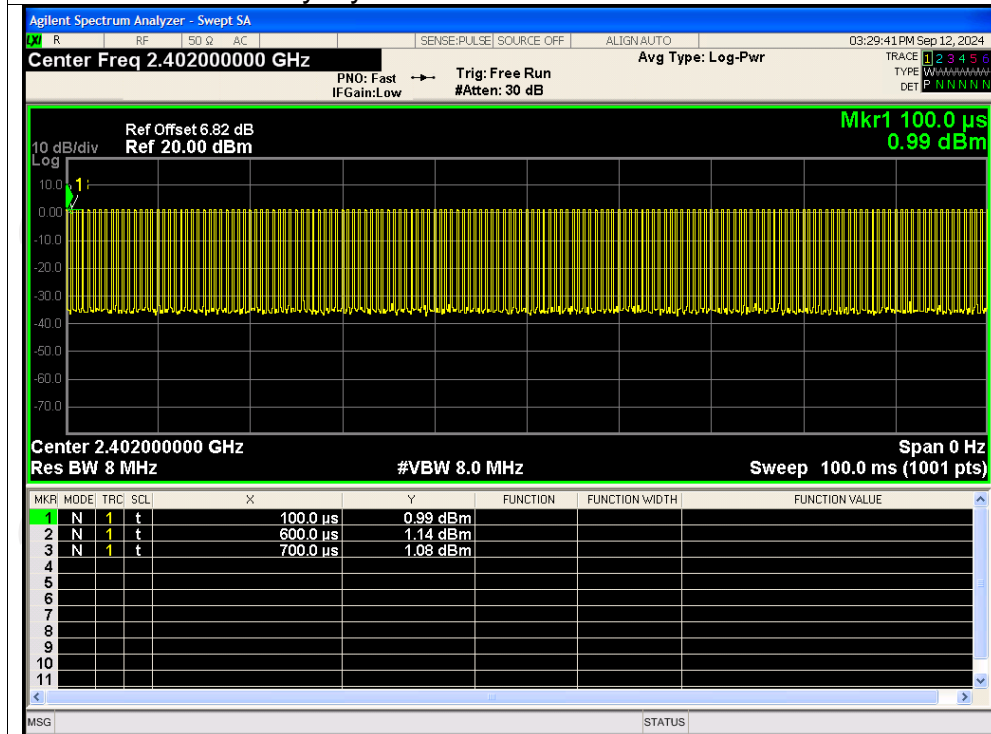 Agilent Spectrum Analyzer - Swept SA
LXI R RF 50 Ω AC SENSE:PULSE SOURCE OFF ALIGN AUTO 03:29:41 PM Sep 12, 2024
Center Freq 2.402000000 GHz Avg Type: Log-Pwr TRACE 1 2 3 4 5 6
PNO: Fast Trig: Free Run TYPE W
IFGain:Low #Atten: 30 dB DET P N N N N N
Mkr1 100.0 µs
0.99 dBm
Ref Offset 6.82 dB
10 dB/div Ref 20.00 dBm
Log
10.0
1
0.00
-10.0
-20.0
-30.0
-40.0
-50.0
-60.0
-70.0
Center 2.402000000 GHz Span 0 Hz
Res BW 8 MHz #VBW 8.0 MHz Sweep 100.0 ms (1001 pts)
MKR MODE TRC SCL X Y FUNCTION FUNCTION WIDTH FUNCTION VALUE
1 N 1 t 100.0 µs 0.99 dBm
2 N 1 t 600.0 µs 1.14 dBm
3 N 1 t 700.0 µs 1.08 dBm
4
5
6
7
8
9
10
11
MSG STATUS